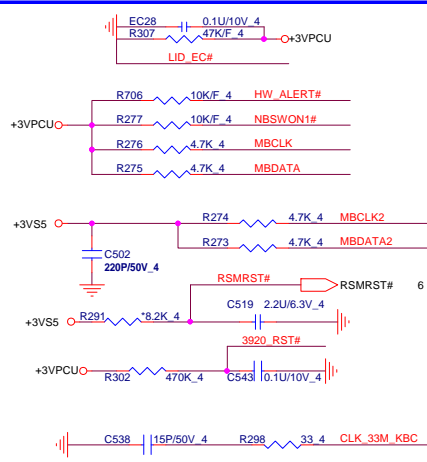 EC28 0.1U/10V_4
R307 47K/F_4 +3VPCU
LID_EC#
R706 10K/F_4 HW_ALERT#
+3VPCU R277 10K/F_4 NBSWON1#
R276 4.7K_4 MBCLK
R275 4.7K_4 MBDATA
+3VS5 R274 4.7K_4 MBCLK2
R273 4.7K_4 MBDATA2
C502
220P/50V_4
RSMRST# RSMRST# 6
+3VS5 R291 *8.2K_4 C519 2.2U/6.3V_4
3920_RST#
+3VPCU R302 470K_4 C543 0.1U/10V_4
C538 15P/50V_4 R298 33_4 CLK_33M_KBC